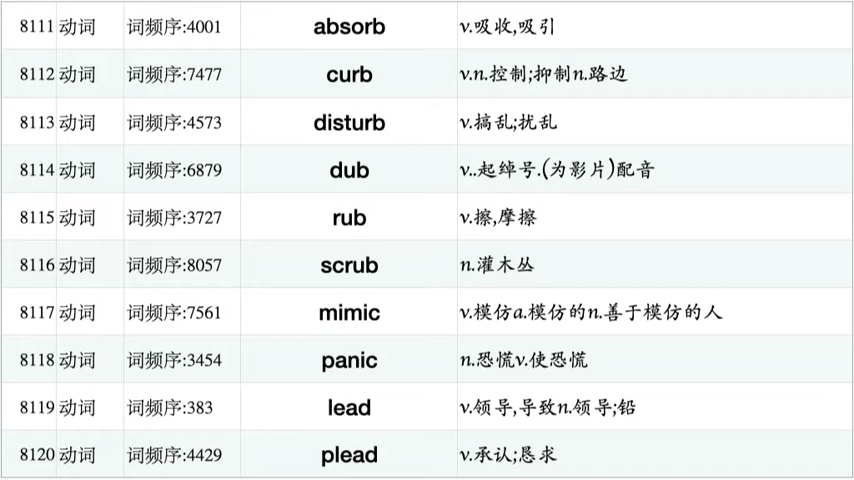 8111 动词 词频序:4001 absorb v.吸收,吸引
8112 动词 词频序:7477 curb v.n.控制;抑制n.路边
8113 动词 词频序:4573 disturb v.搞乱;扰乱
8114 动词 词频序:6879 dub v..起绰号.(为影片)配音
8115 动词 词频序:3727 rub v.擦,摩擦
8116 动词 词频序:8057 scrub n.灌木丛
8117 动词 词频序:7561 mimic v.模仿a.模仿的n.善于模仿的人
8118 动词 词频序:3454 panic n.恐慌v.使恐慌
8119 动词 词频序:383 lead v.领导,导致n.领导;铅
8120 动词 词频序:4429 plead v.承认;恳求